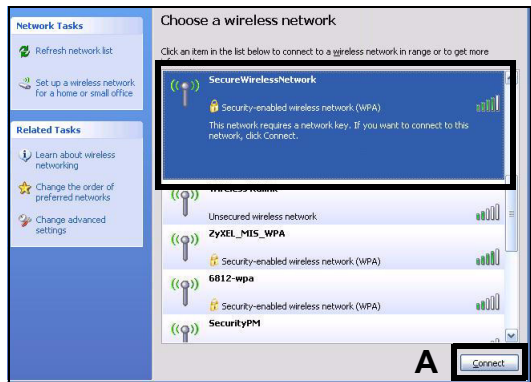 Network Tasks
Refresh network list
Set up a wireless network
for a home or small office
Related Tasks
Learn about wireless
networking
Change the order of
preferred networks
Change advanced
settings
Choose a wireless network
Click an item in the list below to connect to a wireless network in range or to get more
SecureWirelessNetwork
Security-enabled wireless network (WPA)
This network requires a network key. If you want to connect to this
network, click Connect.
Unsecured wireless network
ZyXEL_MIS_WPA
Security-enabled wireless network (WPA)
6812-wpa
Security-enabled wireless network (WPA)
SecurityPM
A
Connect